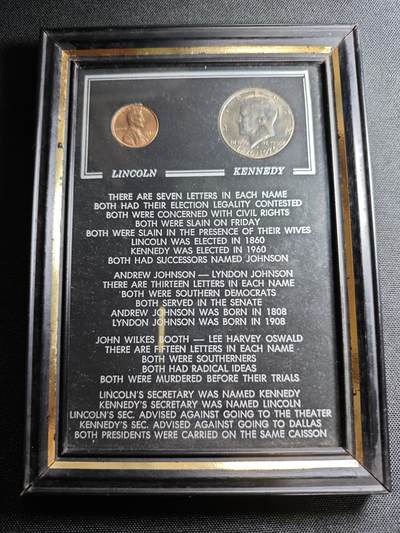 LINCOLN KENNEDY
THERE ARE SEVEN LETTERS IN EACH NAME
BOTH HAD THEIR ELECTION LEGALITY CONTESTED
BOTH WERE CONCERNED WITH CIVIL RIGHTS
BOTH WERE SLAIN ON FRIDAY
BOTH WERE SLAIN IN THE PRESENCE OF THEIR WIVES
LINCOLN WAS ELECTED IN 1860
KENNEDY WAS ELECTED IN 1960
BOTH HAD SUCCESSORS NAMED JOHNSON
ANDREW JOHNSON — LYNDON JOHNSON
THERE ARE THIRTEEN LETTERS IN EACH NAME
BOTH WERE SOUTHERN DEMOCRATS
BOTH SERVED IN THE SENATE
ANDREW JOHNSON WAS BORN IN 1808
LYNDON JOHNSON WAS BORN IN 1908
JOHN WILKES BOOTH — LEE HARVEY OSWALD
THERE ARE FIFTEEN LETTERS IN EACH NAME
BOTH WERE SOUTHERNERS
BOTH HAD RADICAL IDEAS
BOTH WERE MURDERED BEFORE THEIR TRIALS
LINCOLN'S SECRETARY WAS NAMED KENNEDY
KENNEDY'S SECRETARY WAS NAMED LINCOLN
LINCOLN'S SEC. ADVISED AGAINST GOING TO THE THEATER
KENNEDY'S SEC. ADVISED AGAINST GOING TO DALLAS
BOTH PRESIDENTS WERE CARRIED ON THE SAME CAISSON